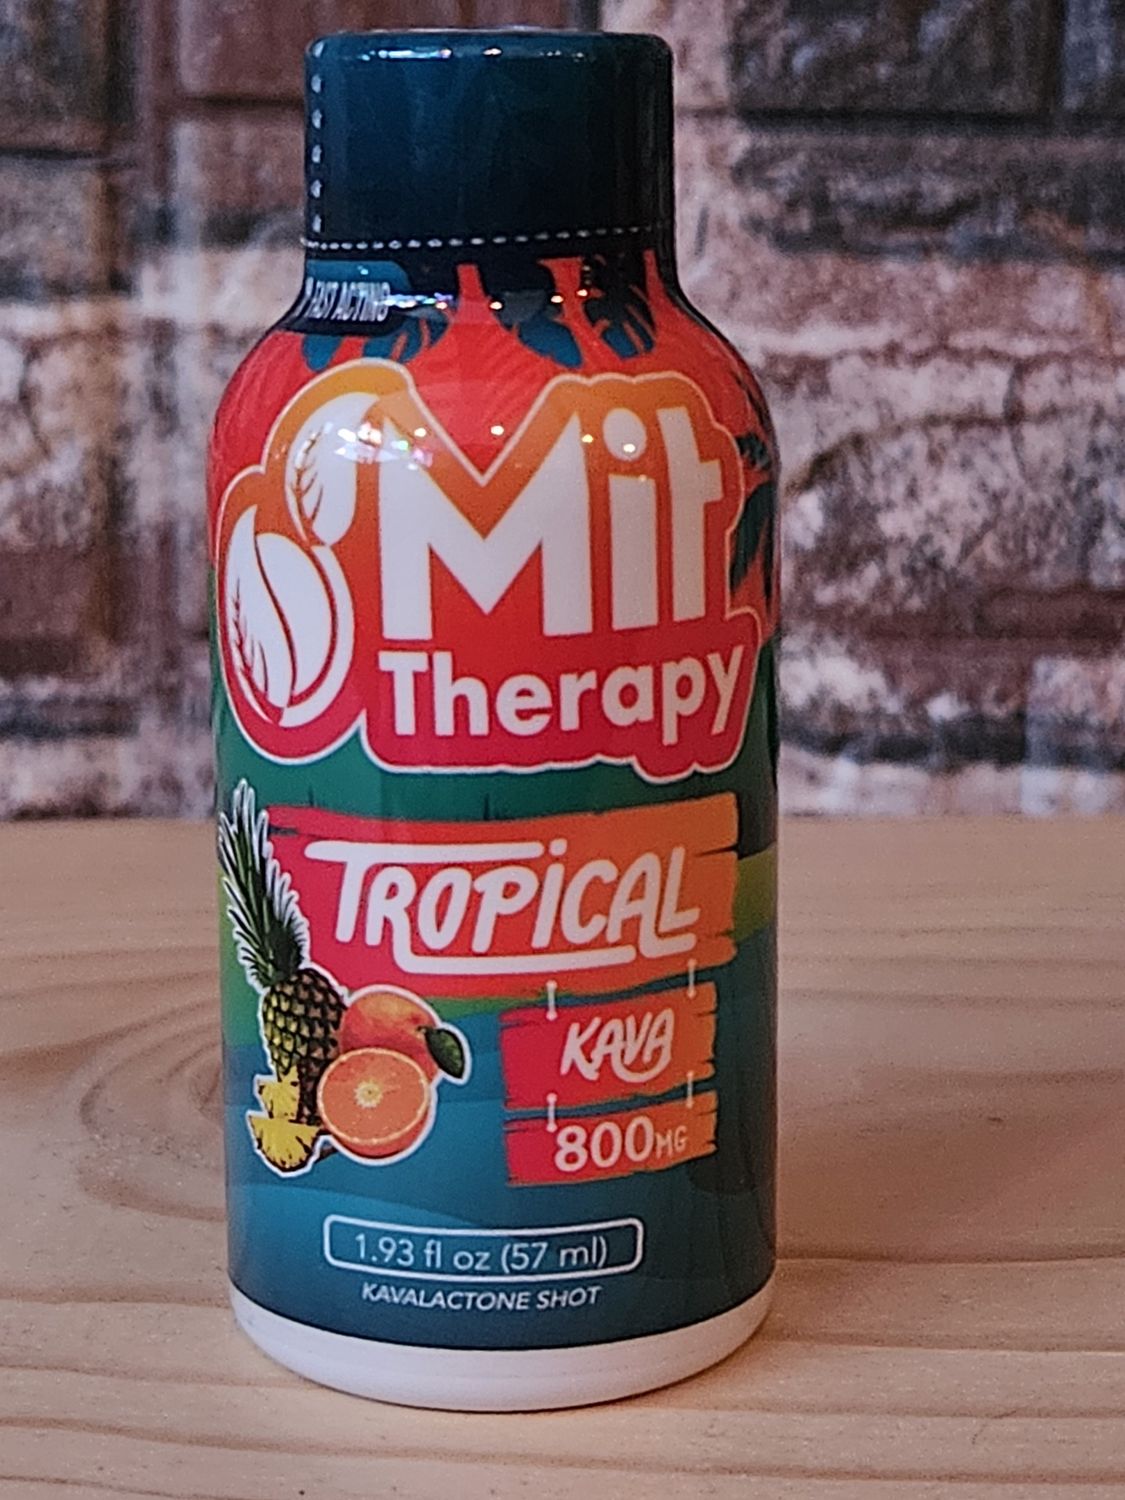 FAST ACTING
Mit
Therapy
TROPiCAL
KAVA
800MG
1.93 fl oz (57 ml)
KAVALACTONE SHOT